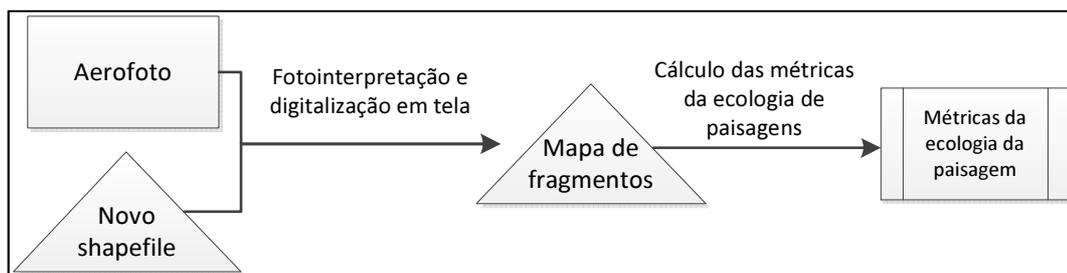 Aerofoto
Novo
shapefile
Fotointerpretação e
digitalização em tela
Mapa de
fragmentos
Cálculo das métricas
da ecologia de
paisagens
Métricas da
ecologia da
paisagem